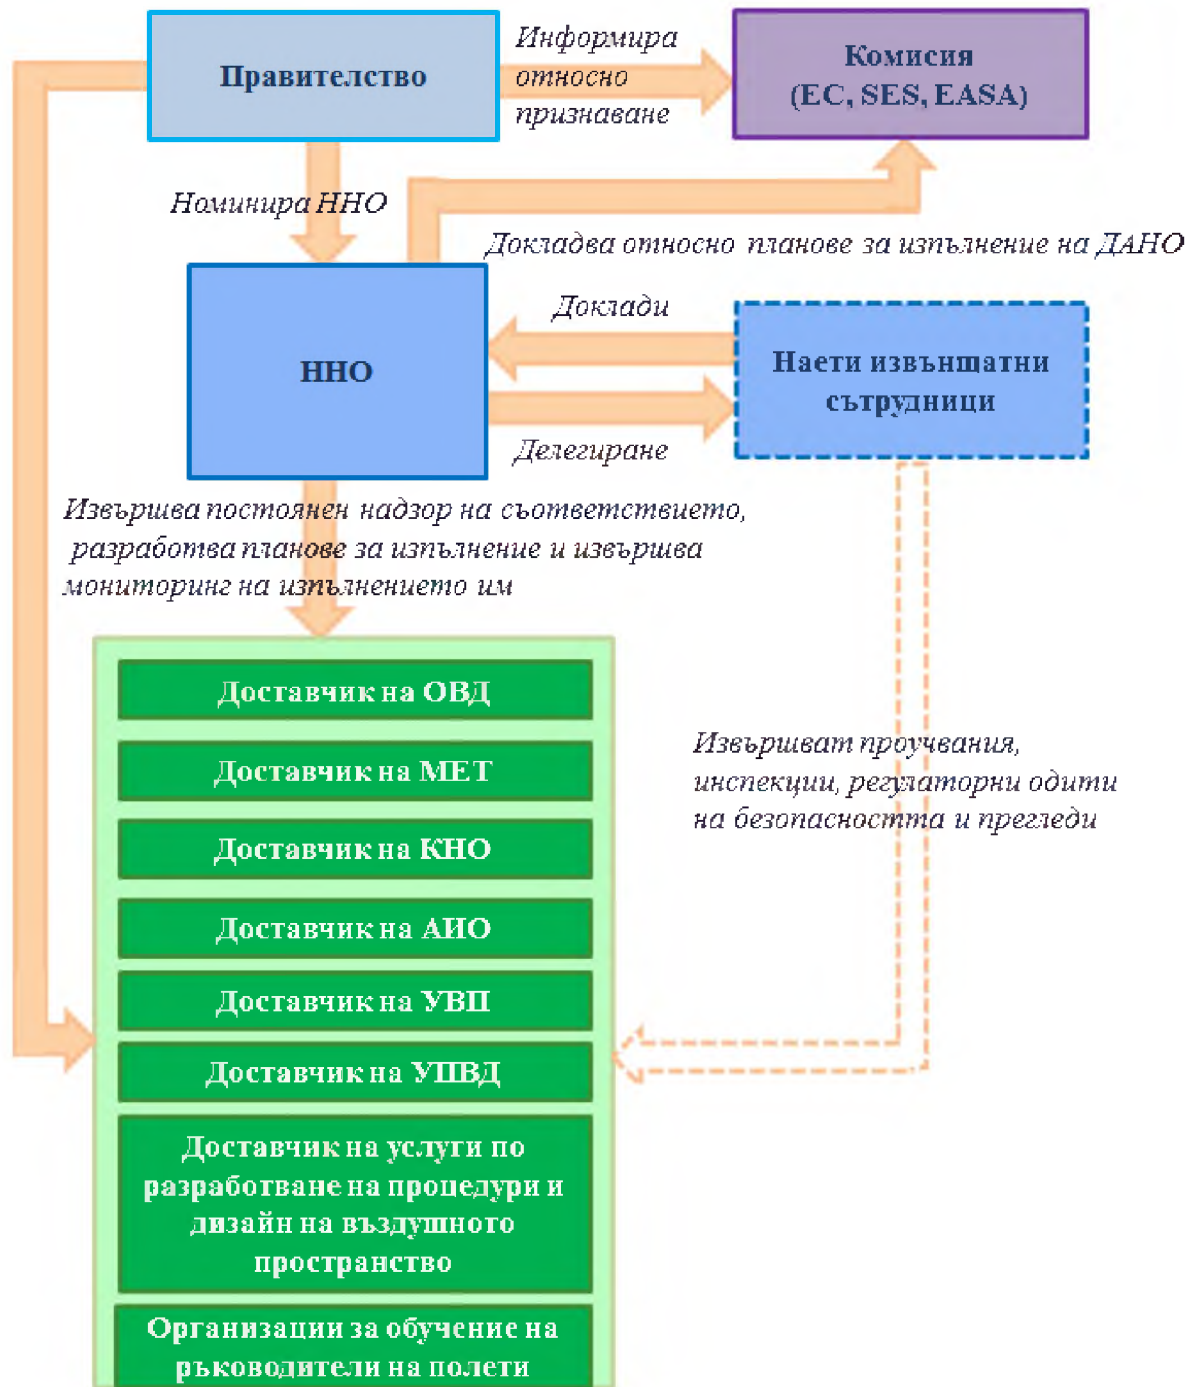 Правителство
Информира
относно
признаване
Комисия
(ЕС, SES, EASA)
Номинира ННО
Докладва относно планове за изпълнение на ДАНО
ННО
Доклади
Делегиране
Наети извънщатни
сътрудници
Извършва постоянен надзор на съответствието,
разработва планове за изпълнение и извършва
мониторинг на изпълнението им
Доставчик на ОВД
Доставчик на МЕТ
Доставчик на КНО
Доставчик на АИО
Доставчик на УВП
Доставчик на УПВД
Доставчик на услуги по
разработване на процедури и
дизайн на въздушното
пространство
Организации за обучение на
ръководители на полети
Извършват проучвания,
инспекции, регулаторни одити
на безопасността и прегледи